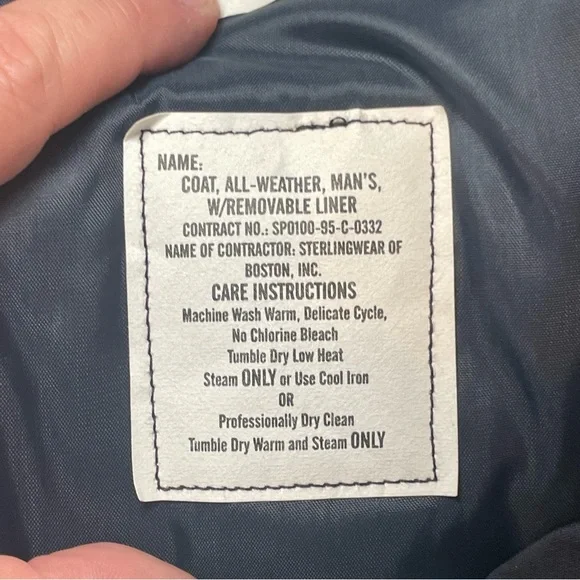 NAME:
COAT, ALL-WEATHER, MAN'S,
W/REMOVABLE LINER
CONTRACT NO.: SPO100-95-C-0332
NAME OF CONTRACTOR: STERLINGWEAR OF
BOSTON, INC.
CARE INSTRUCTIONS
Machine Wash Warm, Delicate Cycle,
No Chlorine Bleach
Tumble Dry Low Heat
Steam ONLY or Use Cool Iron
OR
Professionally Dry Clean
Tumble Dry Warm and Steam ONLY